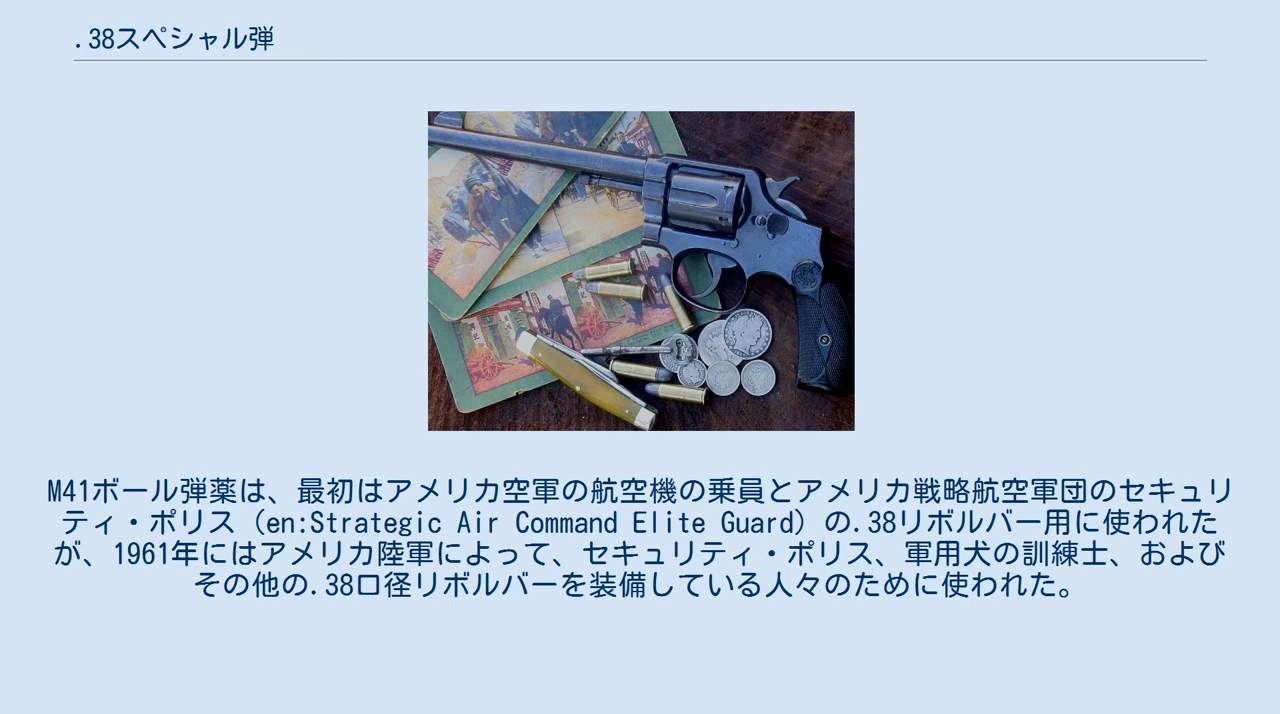 .38スペシャル弾
M41ボール弾薬は、最初はアメリカ空軍の航空機の乗員とアメリカ戦略航空軍団のセキュリ
ティ・ポリス（en:Strategic Air Command Elite Guard）の.38リボルバー用に使われた
が、1961年にはアメリカ陸軍によって、セキュリティ・ポリス、軍用犬の訓練士、および
その他の.38口径リボルバーを装備している人々のために使われた。